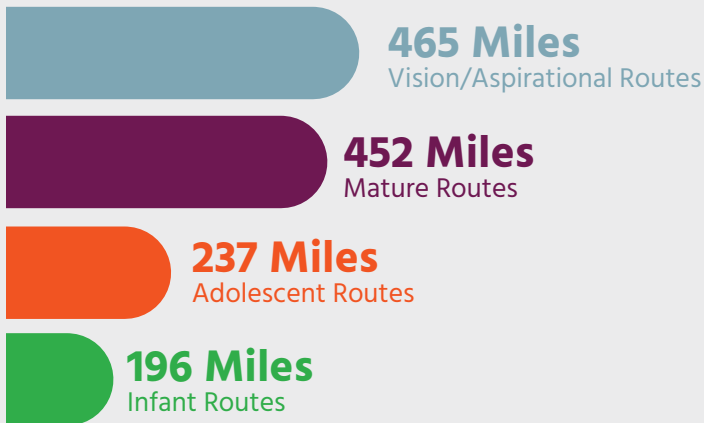 465 Miles
Vision/Aspirational Routes
452 Miles
Mature Routes
237 Miles
Adolescent Routes
196 Miles
Infant Routes